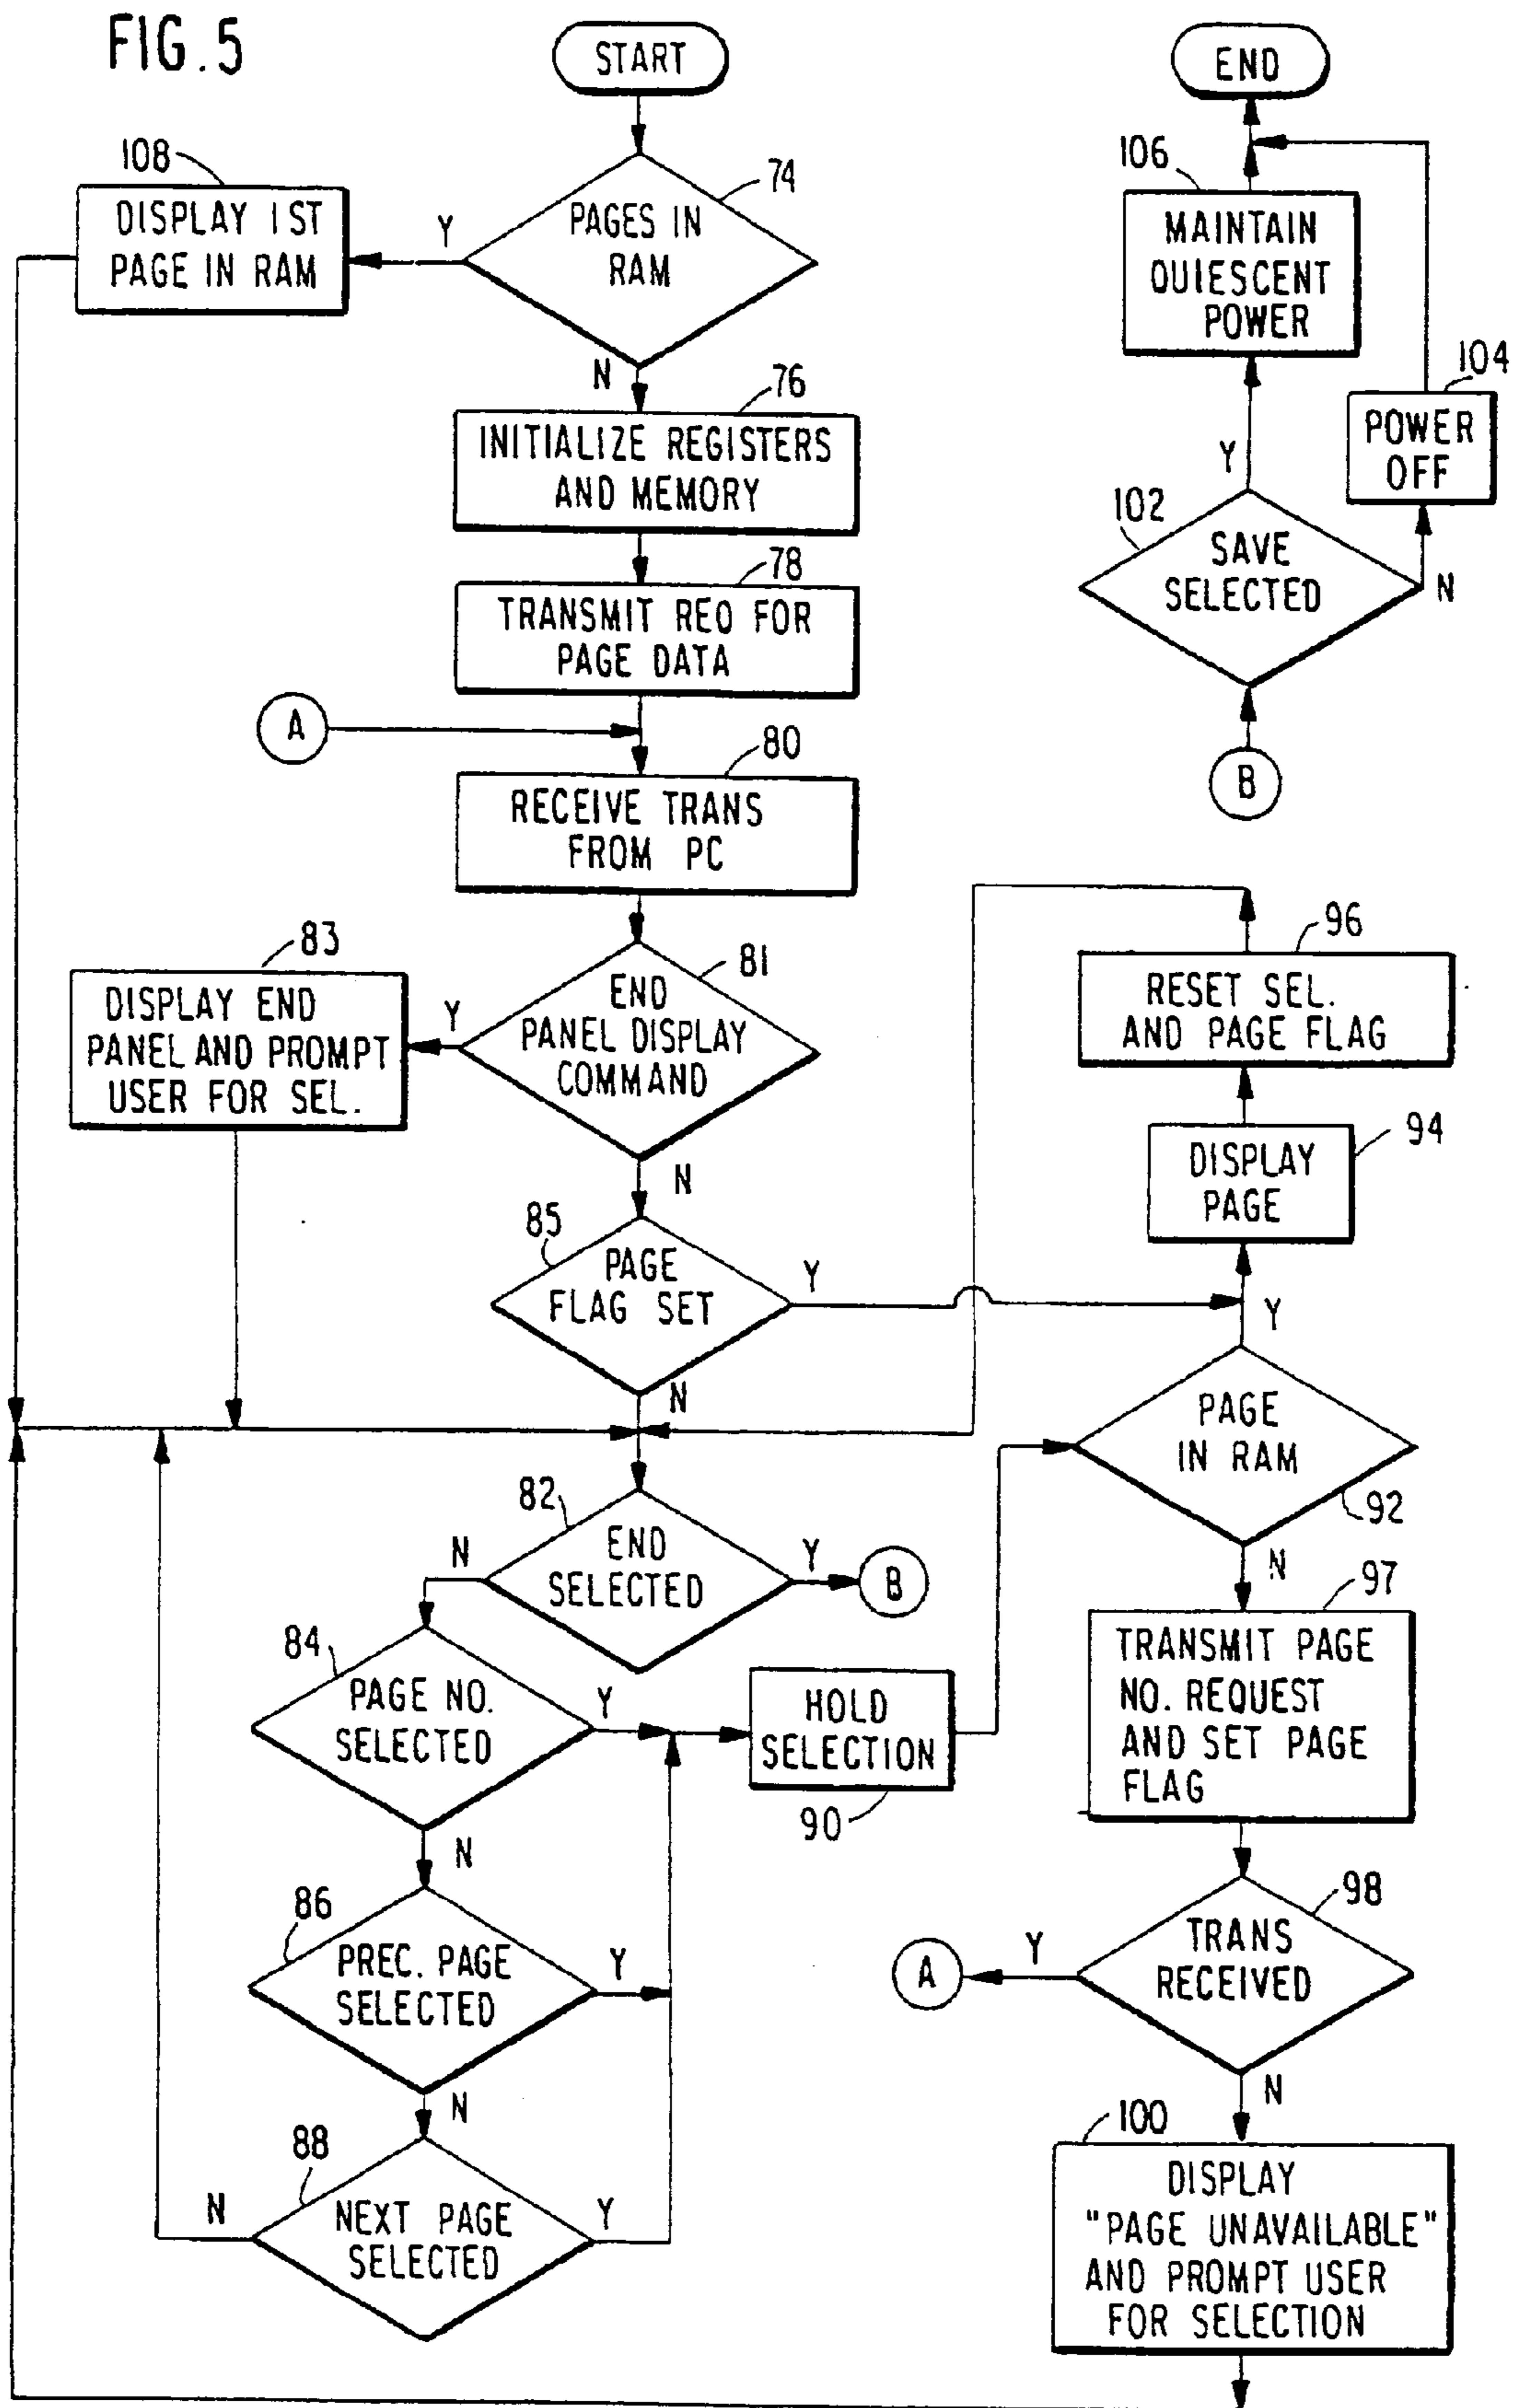 FIG.5
START
74
PAGES IN
RAM
Y
N
108
DISPLAY 1ST
PAGE IN RAM
76
INITIALIZE REGISTERS
AND MEMORY
78
TRANSMIT REQ FOR
PAGE DATA
A
80
RECEIVE TRANS
FROM PC
81
END
PANEL DISPLAY
COMMAND
Y
N
83
DISPLAY END
PANEL AND PROMPT
USER FOR SEL.
85
PAGE
FLAG SET
Y
N
82
END
SELECTED
N
Y
B
84
PAGE NO.
SELECTED
Y
N
86
PREC. PAGE
SELECTED
Y
N
88
NEXT PAGE
SELECTED
N
Y
HOLD
SELECTION
90
END
106
MAINTAIN
QUIESCENT
POWER
104
POWER
OFF
Y
102
SAVE
SELECTED
N
B
96
RESET SEL.
AND PAGE FLAG
94
DISPLAY
PAGE
Y
PAGE
IN RAM
92
N
97
TRANSMIT PAGE
NO. REQUEST
AND SET PAGE
FLAG
98
TRANS
RECEIVED
Y
A
N
100
DISPLAY
"PAGE UNAVAILABLE"
AND PROMPT USER
FOR SELECTION